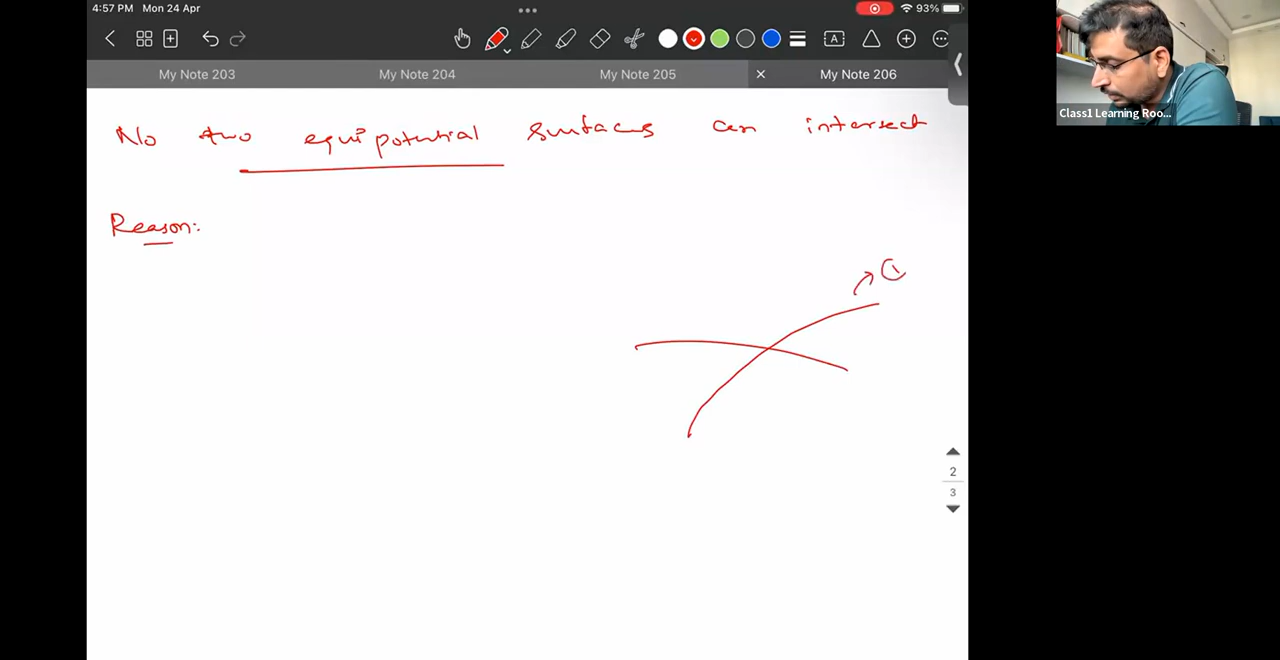 4:57 PM Mon 24 Apr
93%
A
My Note 203 My Note 204 My Note 205 My Note 206
No two equipotential surfaces can intersect
Reason:
1
2
3
Class1 Learning Roo...